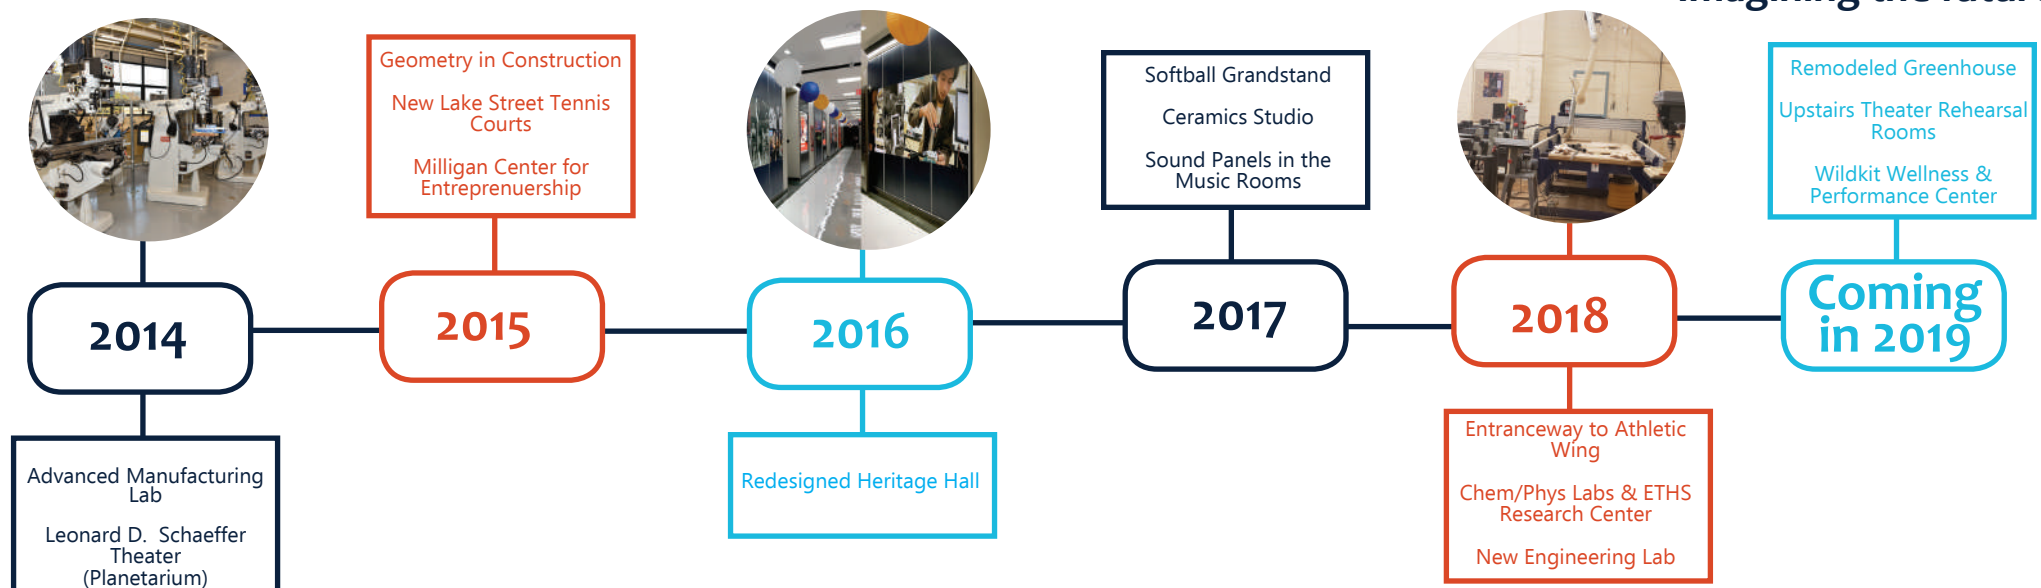 Geometry in Construction
New Lake Street Tennis
Courts
Milligan Center for
Entreprenuership
Softball Grandstand
Ceramics Studio
Sound Panels in the
Music Rooms
Remodeled Greenhouse
Upstairs Theater Rehearsal
Rooms
Wildkit Wellness &
Performance Center
2014
2015
2016
2017
2018
Coming
in 2019
Advanced Manufacturing
Lab
Leonard D. Schaeffer
Theater
(Planetarium)
Redesigned Heritage Hall
Entranceway to Athletic
Wing
Chem/Phys Labs & ETHS
Research Center
New Engineering Lab